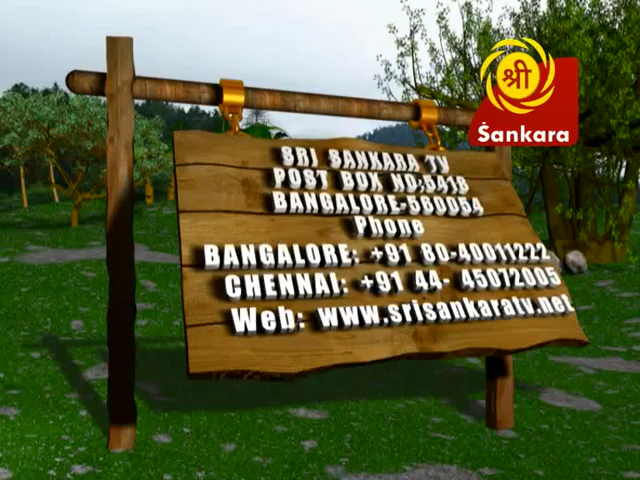 श्री
Śankara
SRI SANKARA TV
POST BOX NO:5418
BANGALORE-560054
Phone
BANGALORE: +91 80-40011222
CHENNAI: +91 44- 45072005
Web: www.srisankaratv.net